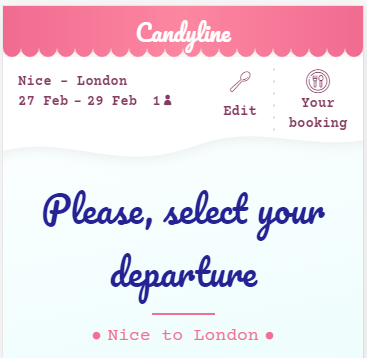 Candyline
Nice - London
27 Feb - 29 Feb 1
Edit
Your
booking
Please, select your
departure
Nice to London